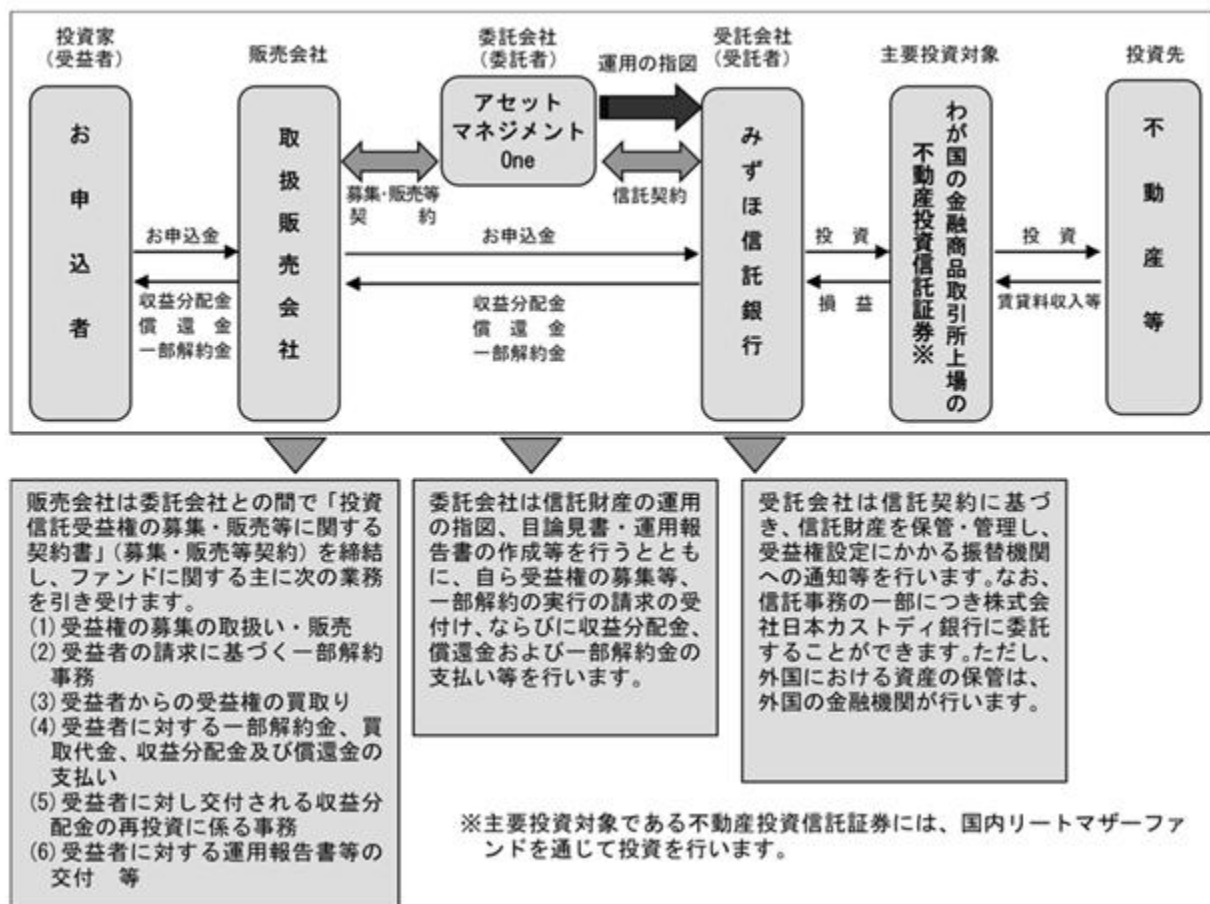 投資家
(受益者)
販売会社
委託会社
(委託者)
運用の指図
受託会社
(受託者)
主要投資対象
投資先
お申込者
取扱販売会社
アセット
マネジメント
One
みずほ信託銀行
わが国の金融商品取引所上場の
不動産投資信託証券※
不動産等
募集・販売等
契 約
信託契約
お申込金
収益分配金
償 還 金
一部解約金
お申込金
収益分配金
償 還 金
一部解約金
投 資
損 益
投 資
賃貸料収入等
販売会社は委託会社との間で「投資
信託受益権の募集・販売等に関する
契約書」(募集・販売等契約)を締結
し、ファンドに関する主に次の業務
を引き受けます。
(1)受益権の募集の取扱い・販売
(2)受益者の請求に基づく一部解約
事務
(3)受益者からの受益権の買取り
(4)受益者に対する一部解約金、買
取代金、収益分配金及び償還金の
支払い
(5)受益者に対し交付される収益分
配金の再投資に係る事務
(6)受益者に対する運用報告書等の
交付 等
委託会社は信託財産の運用
の指図、目論見書・運用報
告書の作成等を行うととも
に、自ら受益権の募集等、
一部解約の実行の請求の受
付け、ならびに収益分配金、
償還金および一部解約金の
支払い等を行います。
受託会社は信託契約に基づ
き、信託財産を保管・管理し、
受益権設定にかかる振替機関
への通知等を行います。なお、
信託事務の一部につき株式会
社日本カストディ銀行に委託
することができます。ただし、
外国における資産の保管は、
外国の金融機関が行います。
※主要投資対象である不動産投資信託証券には、国内リートマザーファ
ンドを通じて投資を行います。